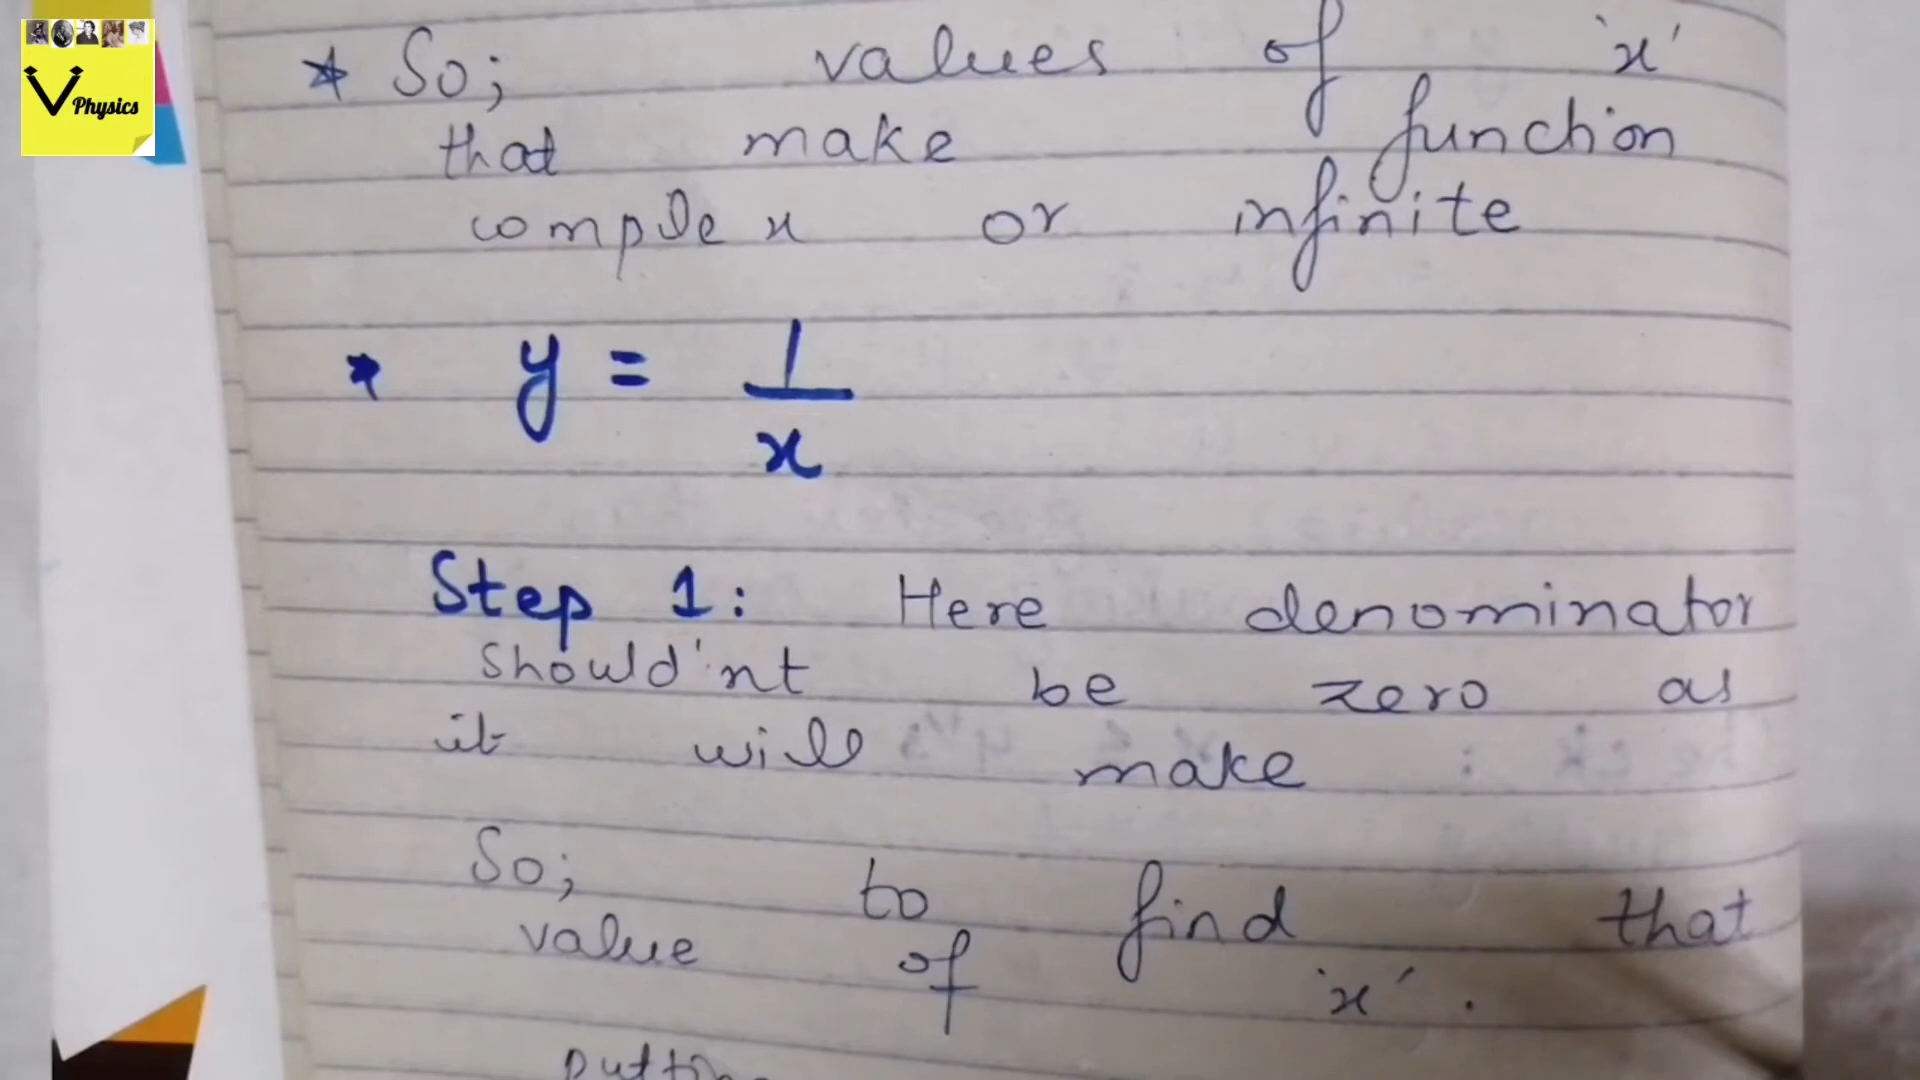 V Physics
* So; values of 'x'
that make function
complex or infinite
* y = 1/x
Step 1: Here denominator
should'nt be zero as
it will make
So; to find that
value of 'x'.
putting